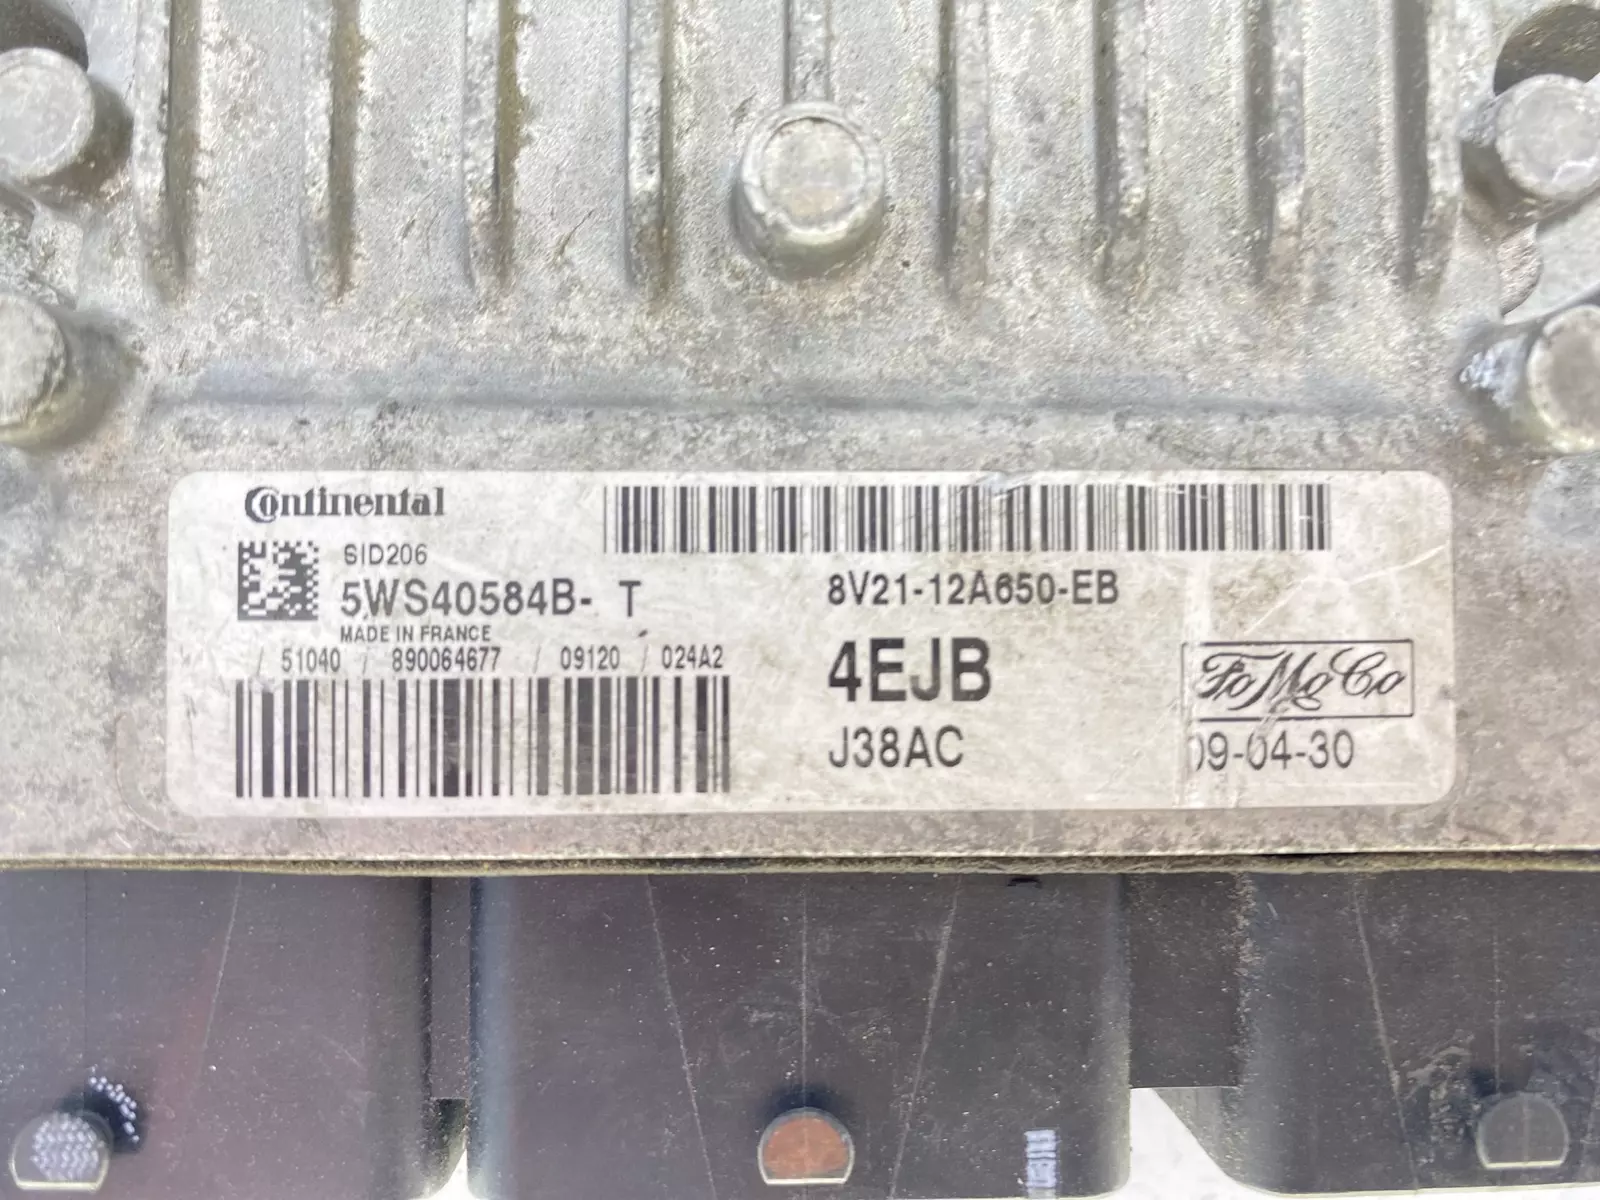 Continental
SID206
5WS40584B- T
MADE IN FRANCE
/ 51040 / 890064677 / 09120 / 024A2
8V21-12A650-EB
4EJB
J38AC
FoMoCo
09-04-30